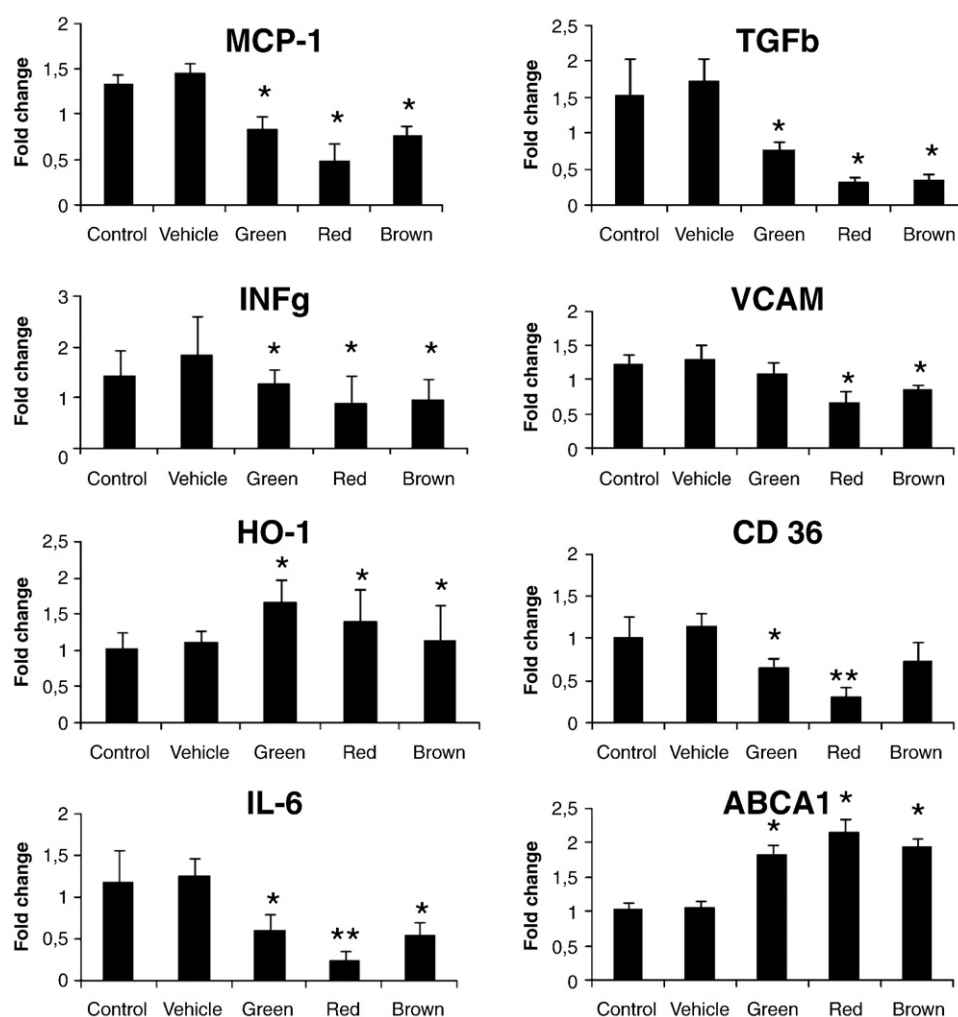 MCP-1
Fold change
2
1,5
1
0,5
0
* * *
Control Vehicle Green Red Brown
TGFb
Fold change
2,5
2
1,5
1
0,5
0
* * *
Control Vehicle Green Red Brown
INFg
Fold change
3
2
1
0
* * *
Control Vehicle Green Red Brown
VCAM
Fold change
2
1,5
1
0,5
0
* *
Control Vehicle Green Red Brown
HO-1
Fold change
2,5
2
1,5
1
0,5
0
* * *
Control Vehicle Green Red Brown
CD 36
Fold change
2
1,5
1
0,5
0
* **
Control Vehicle Green Red Brown
IL-6
Fold change
2
1,5
1
0,5
0
* ** *
Control Vehicle Green Red Brown
ABCA1
Fold change
2,5
2
1,5
1
0,5
0
* * *
Control Vehicle Green Red Brown